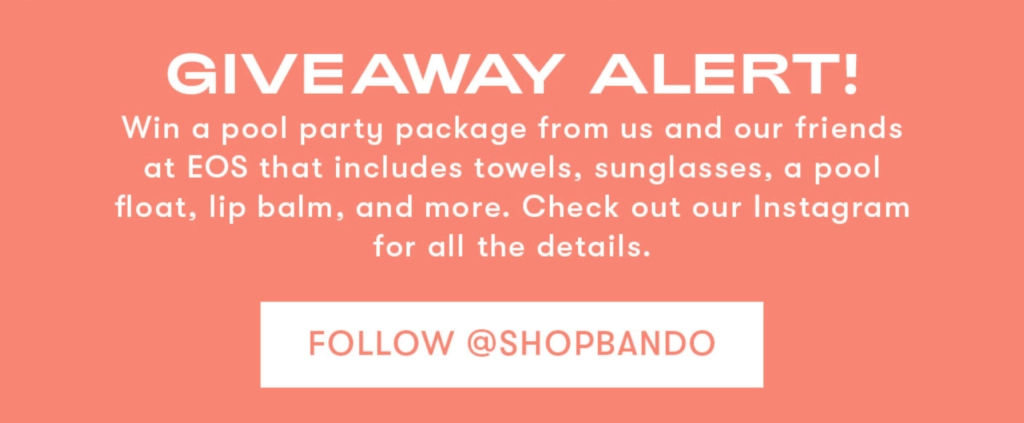 GIVEAWAY ALERT!
Win a pool party package from us and our friends
at EOS that includes towels, sunglasses, a pool
float, lip balm, and more. Check out our Instagram
for all the details.
FOLLOW @SHOPBANDO